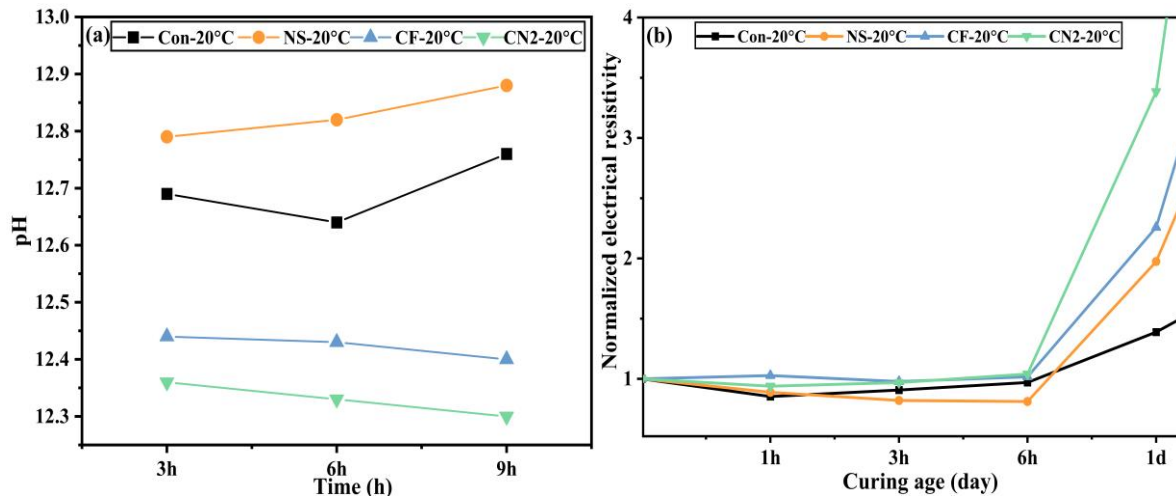 (a) Con-20°C NS-20°C CF-20°C CN2-20°C
13.0
12.9
12.8
12.7
12.6
12.5
12.4
12.3
pH
3h 6h 9h
Time (h)
(b) Con-20°C NS-20°C CF-20°C CN2-20°C
4
3
2
1
0
Normalized electrical resistivity
1h 3h 6h 1d
Curing age (day)